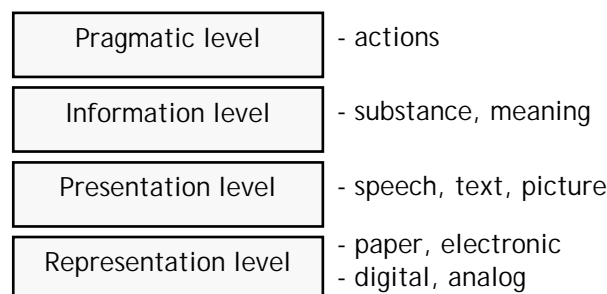 Pragmatic level - actions
Information level - substance, meaning
Presentation level - speech, text, picture
Representation level - paper, electronic
- digital, analog